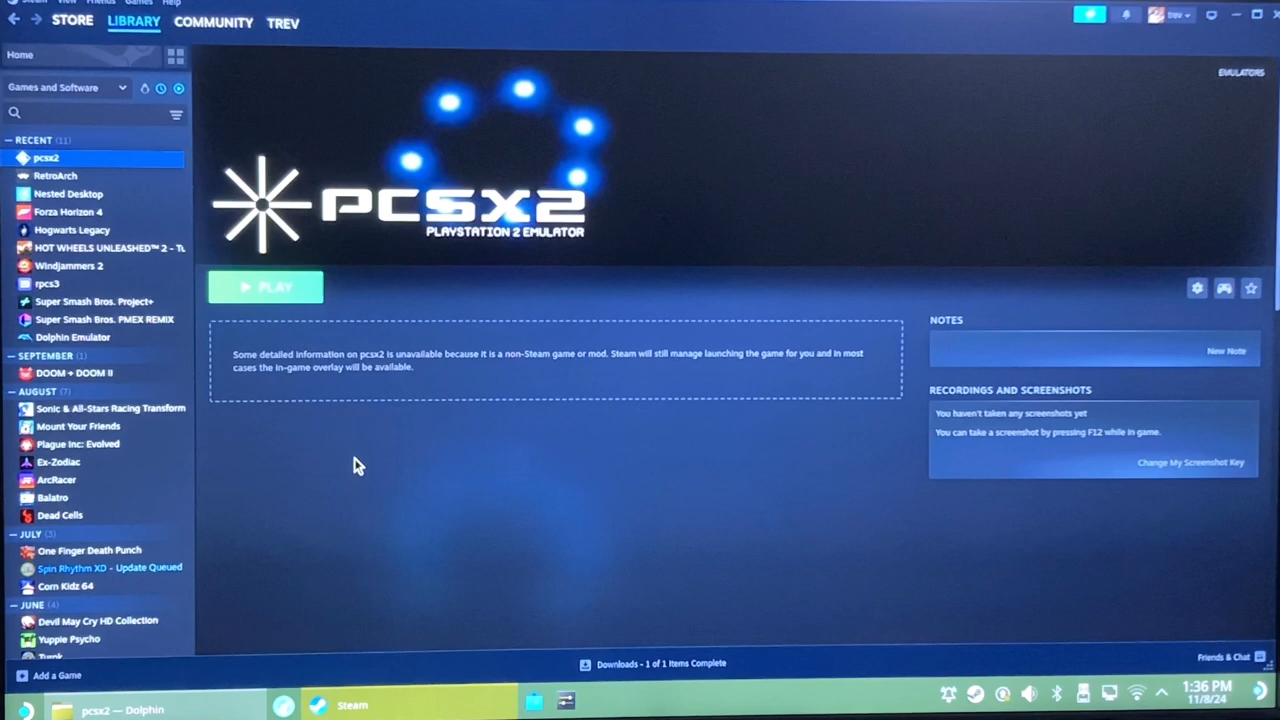 Steam View Friends Games Help
STORE LIBRARY COMMUNITY TREV
trev
Home
EMULATORS
Games and Software
RECENT (11)
pcsx2
RetroArch
Nested Desktop
Forza Horizon 4
Hogwarts Legacy
HOT WHEELS UNLEASHED™ 2 - Tu
Windjammers 2
rpcs3
Super Smash Bros. Project+
Super Smash Bros. PMEX REMIX
Dolphin Emulator
SEPTEMBER (1)
DOOM + DOOM II
AUGUST (7)
Sonic & All-Stars Racing Transform
Mount Your Friends
Plague Inc: Evolved
Ex-Zodiac
ArcRacer
Balatro
Dead Cells
JULY (3)
One Finger Death Punch
Spin Rhythm XD - Update Queued
Corn Kidz 64
JUNE (4)
Devil May Cry HD Collection
Yuppie Psycho
Turok
Add a Game
PCSX2
PLAYSTATION 2 EMULATOR
PLAY
Some detailed information on pcsx2 is unavailable because it is a non-Steam game or mod. Steam will still manage launching the game for you and in most
cases the in-game overlay will be available.
NOTES
New Note
RECORDINGS AND SCREENSHOTS
You haven't taken any screenshots yet
You can take a screenshot by pressing F12 while in game.
Change My Screenshot Key
Downloads - 1 of 1 Items Complete
Friends & Chat
pcsx2 — Dolphin
Steam
1:36 PM
11/8/24